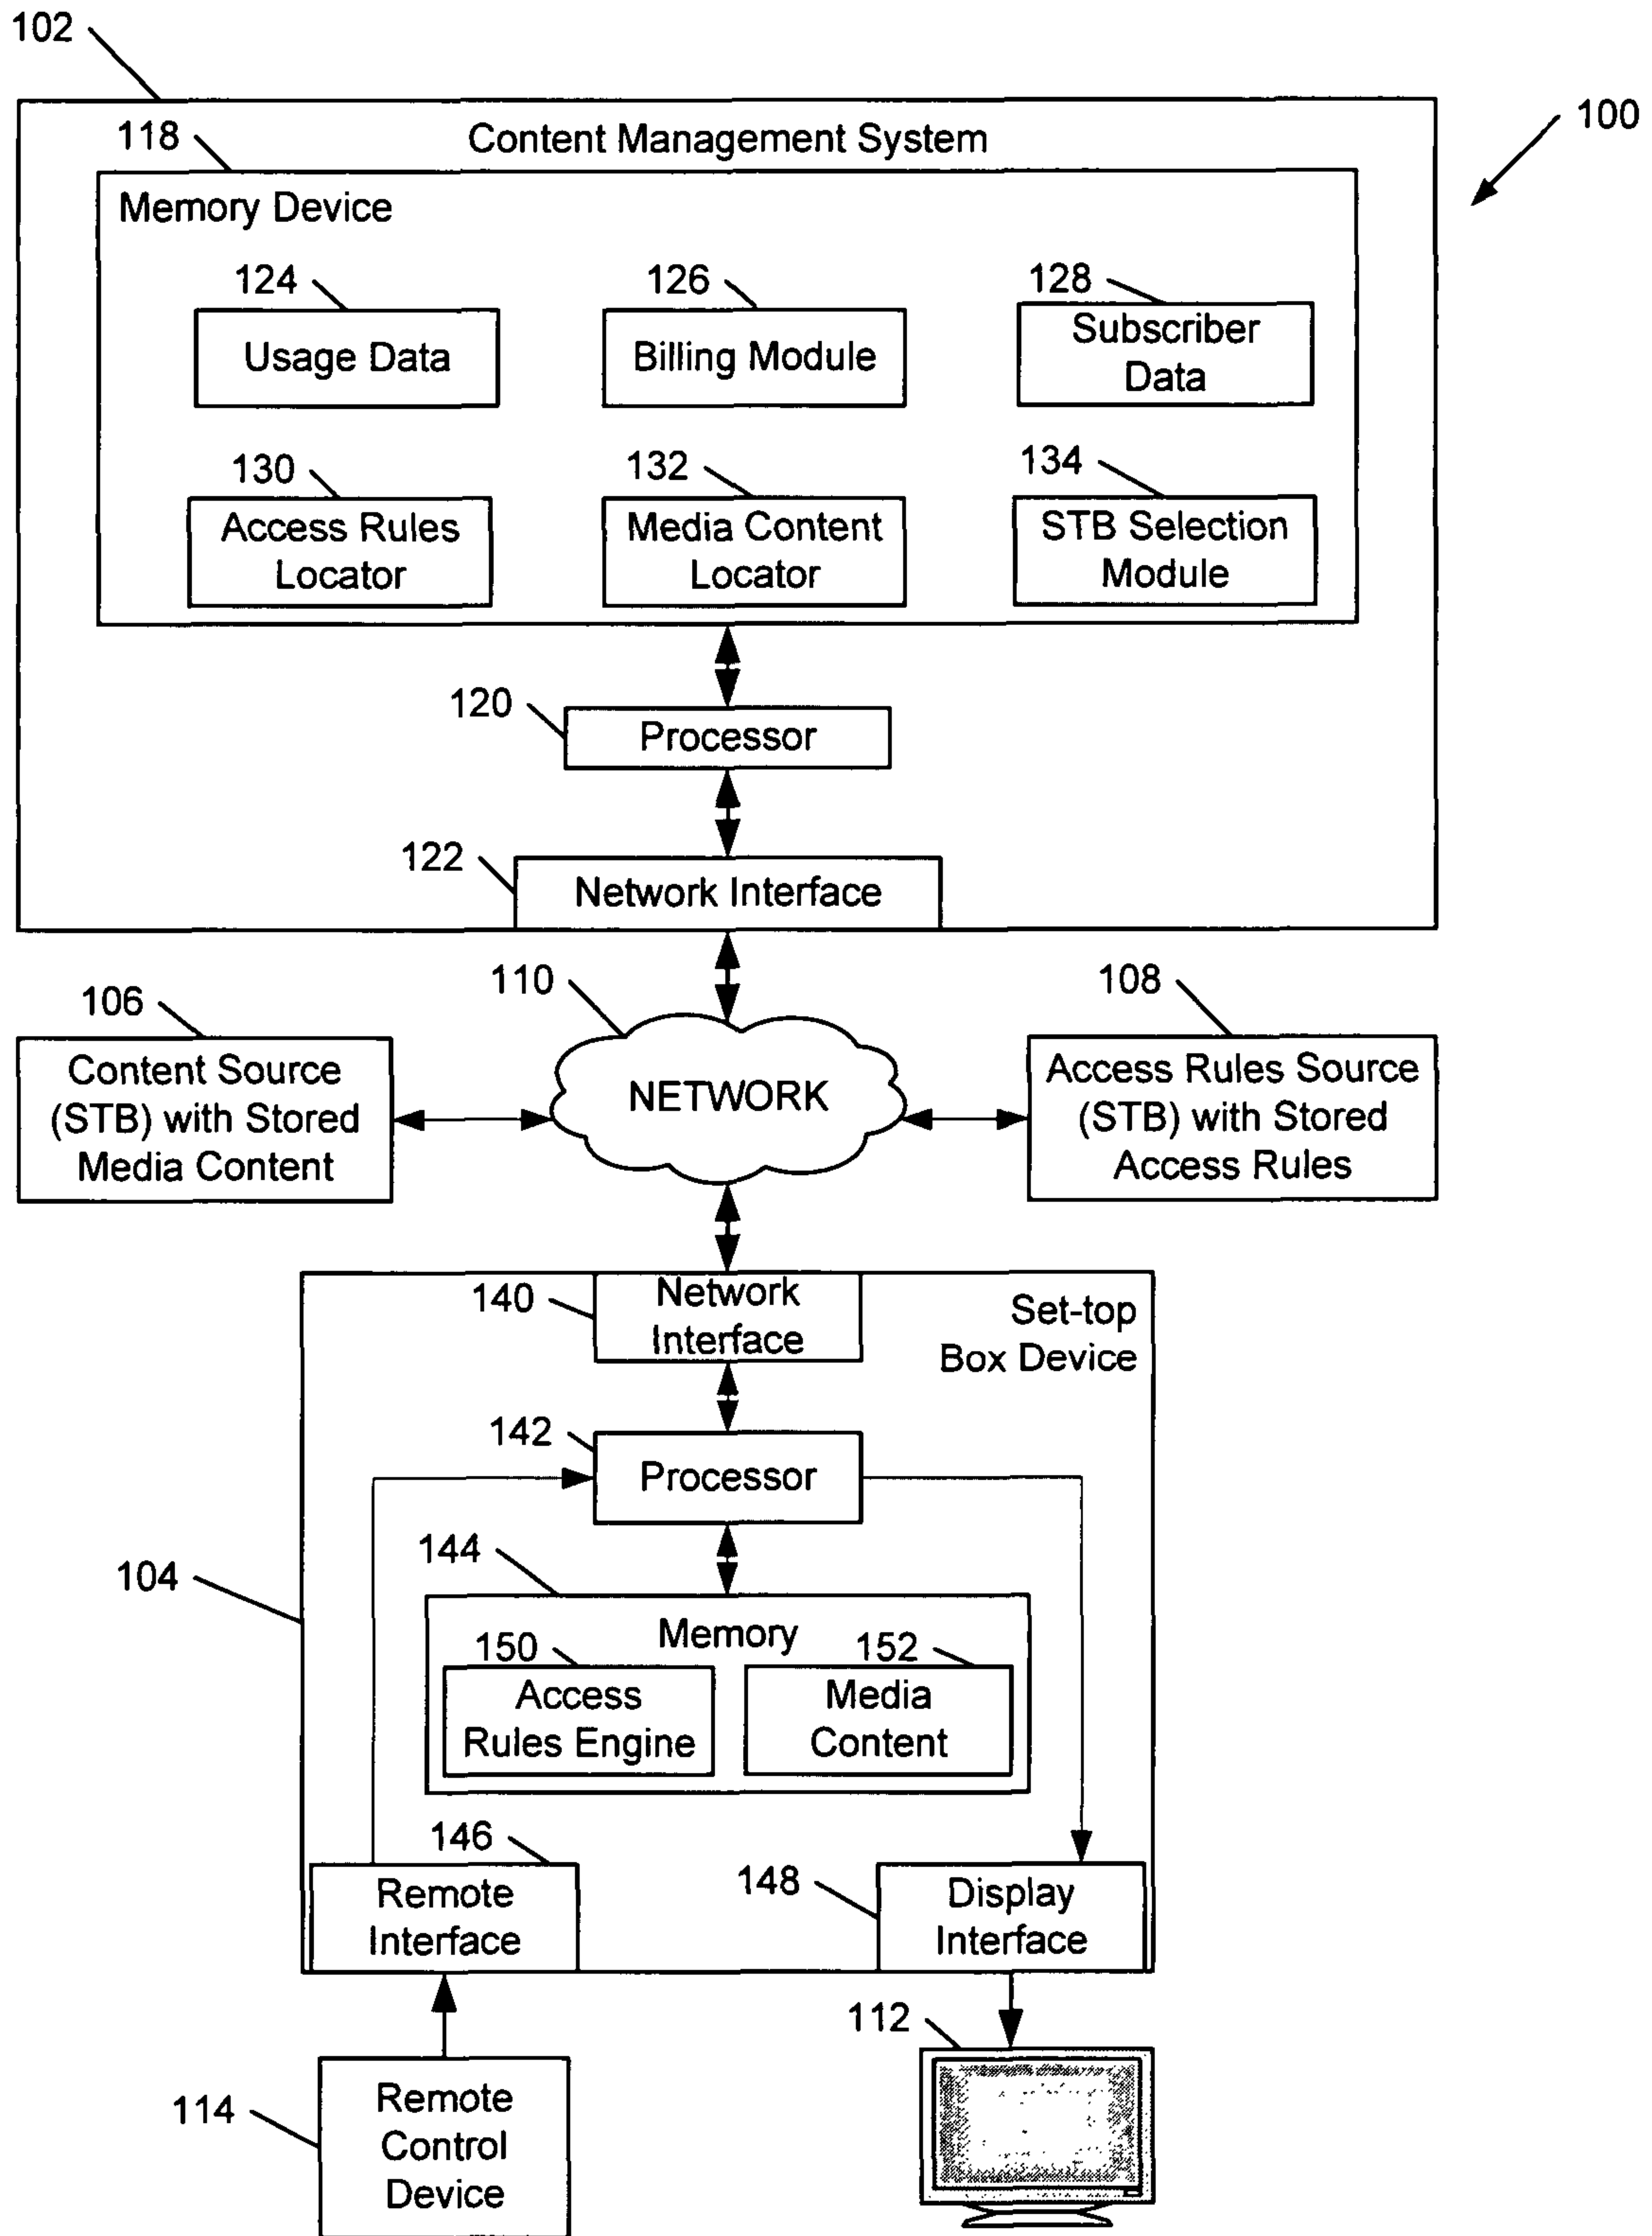 102
100
118
Content Management System
Memory Device
124
126
128
Usage Data
Billing Module
Subscriber
Data
130
132
134
Access Rules
Locator
Media Content
Locator
STB Selection
Module
120
Processor
122
Network Interface
110
106
108
Content Source
(STB) with Stored
Media Content
NETWORK
Access Rules Source
(STB) with Stored
Access Rules
140
Network
Interface
Set-top
Box Device
142
Processor
144
104
Memory
150
152
Access
Rules Engine
Media
Content
146
148
Remote
Interface
Display
Interface
112
114
Remote
Control
Device